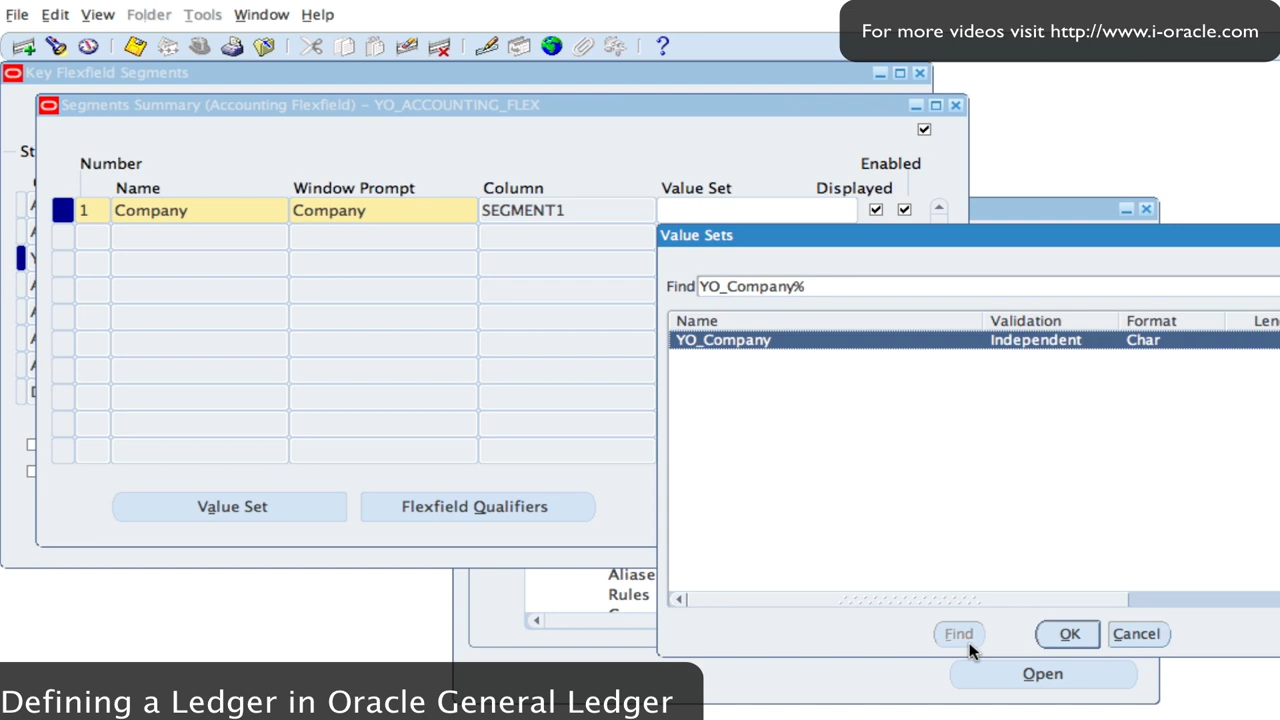 File Edit View Folder Tools Window Help
For more videos visit http://www.i-oracle.com
Key Flexfield Segments
Segments Summary (Accounting Flexfield) – YO_ACCOUNTING_FLEX
Number
Enabled
Name Window Prompt Column Value Set Displayed
1 Company Company SEGMENT1
Value Sets
Find YO_Company%
Name Validation Format
YO_Company Independent Char
Value Set Flexfield Qualifiers
Rules
Find OK Cancel
Open
Defining a Ledger in Oracle General Ledger